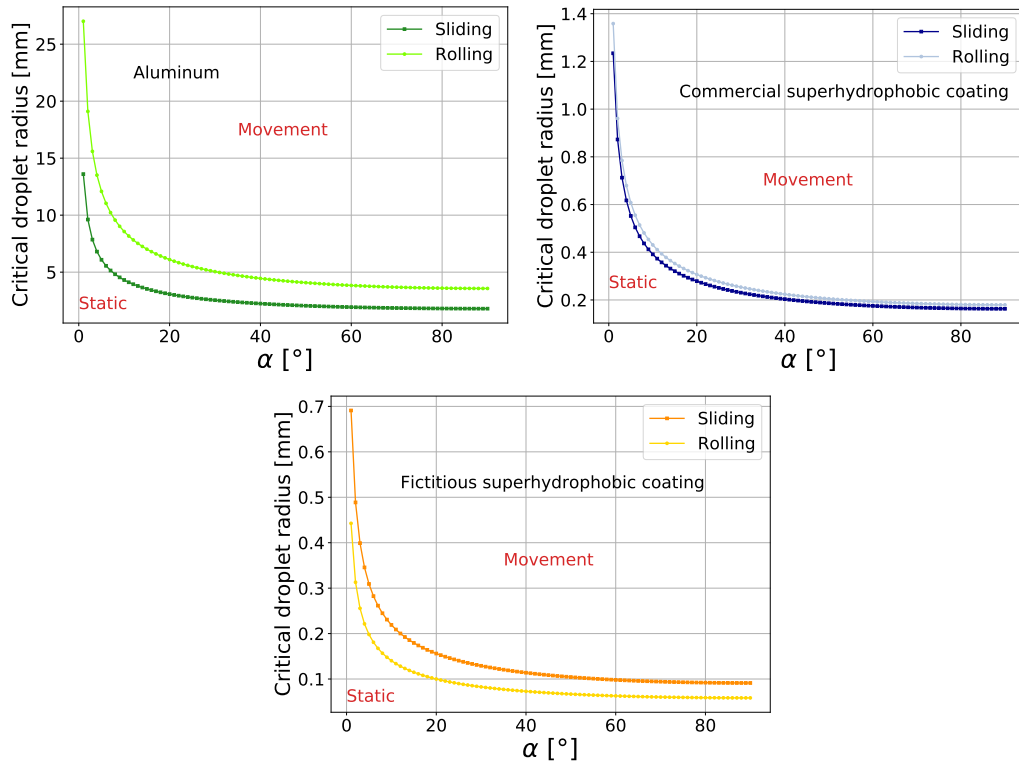 Critical droplet radius [mm]
25
20
15
10
5
0
20
40
60
80
α [°]
Sliding
Rolling
Aluminum
Movement
Static
Critical droplet radius [mm]
1.4
1.2
1.0
0.8
0.6
0.4
0.2
0
20
40
60
80
α [°]
Sliding
Rolling
Commercial superhydrophobic coating
Movement
Static
Critical droplet radius [mm]
0.7
0.6
0.5
0.4
0.3
0.2
0.1
0
20
40
60
80
α [°]
Sliding
Rolling
Fictitious superhydrophobic coating
Movement
Static